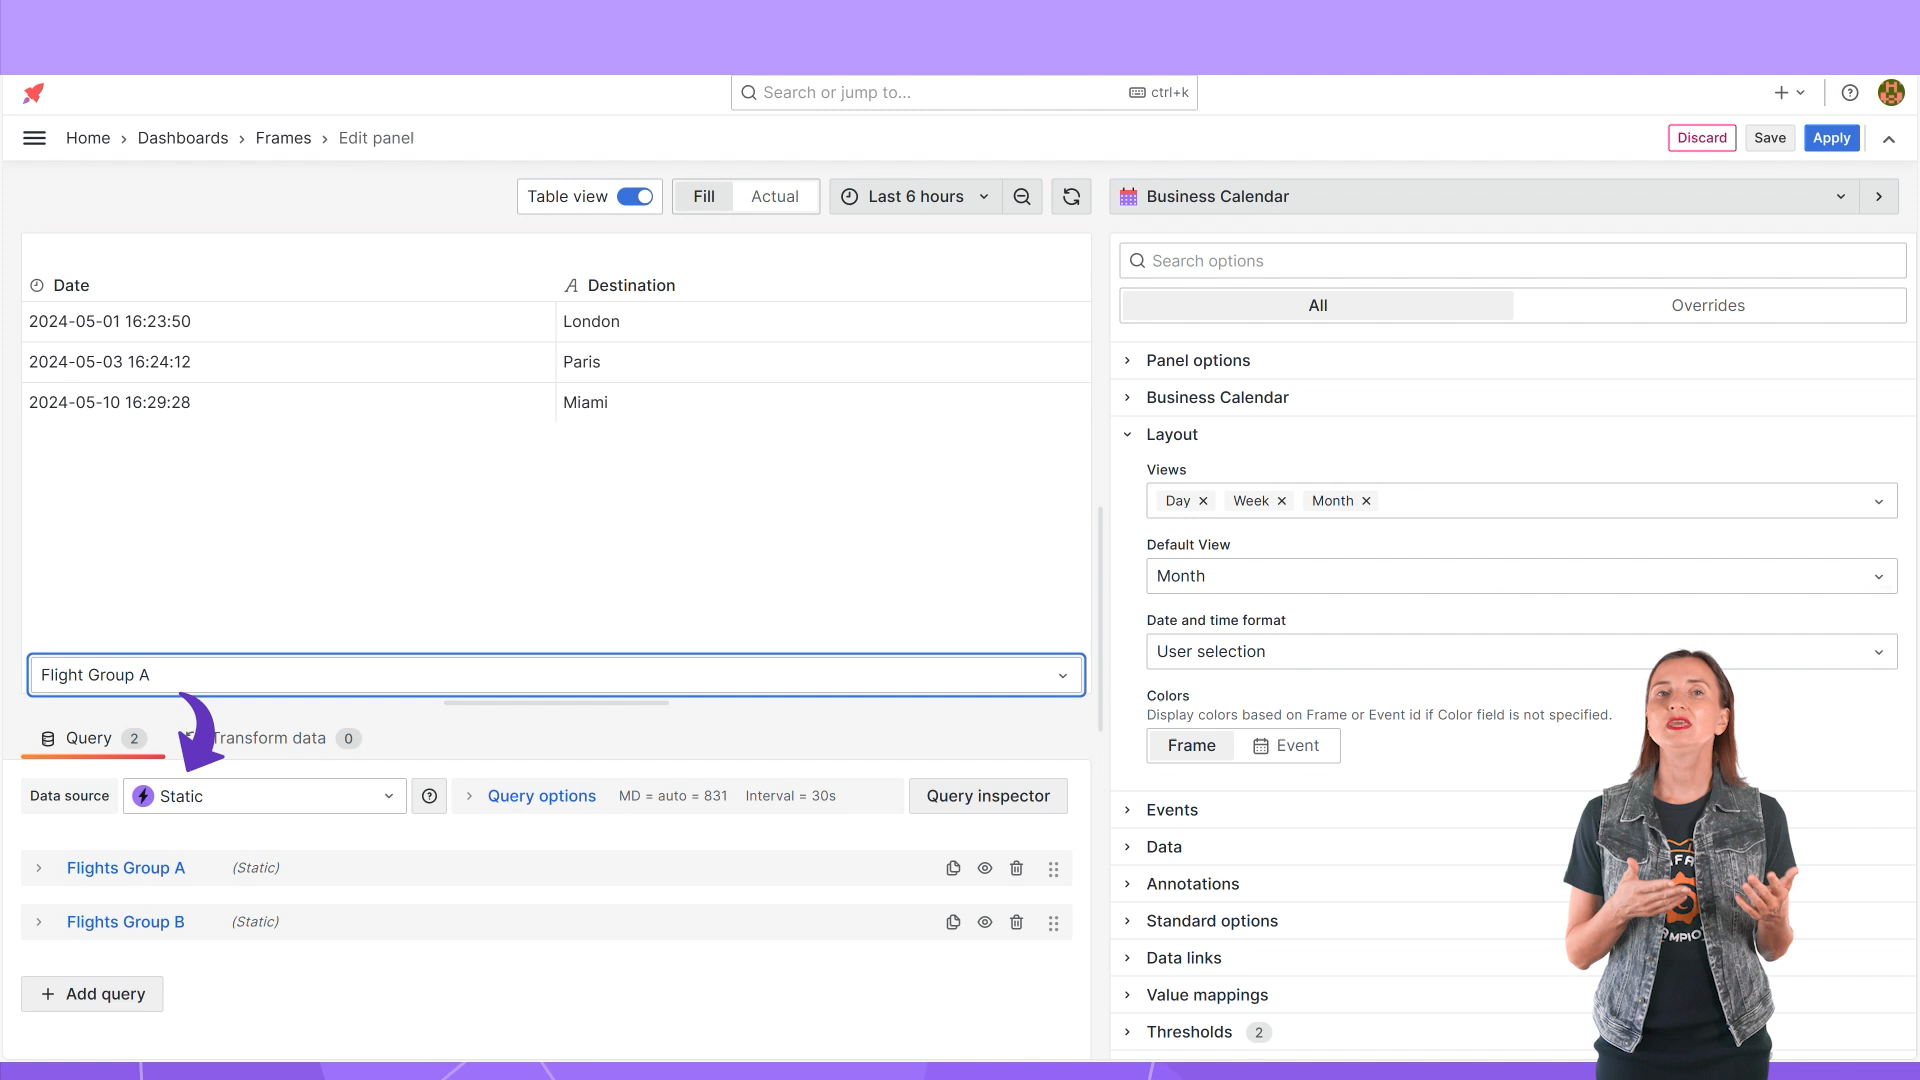 Search or jump to... ctrl+k
Home › Dashboards › Frames › Edit panel
Discard Save Apply
Table view Fill Actual Last 6 hours
Business Calendar
Date Destination
2024-05-01 16:23:50 London
2024-05-03 16:24:12 Paris
2024-05-10 16:29:28 Miami
Flight Group A
Query 2 Transform data 0
Data source Static Query options MD = auto = 831 Interval = 30s Query inspector
Flights Group A (Static)
Flights Group B (Static)
+ Add query
Search options
All Overrides
Panel options
Business Calendar
Layout
Views
Day × Week × Month ×
Default View
Month
Date and time format
User selection
Colors
Display colors based on Frame or Event id if Color field is not specified.
Frame Event
Events
Data
Annotations
Standard options
Data links
Value mappings
Thresholds 2